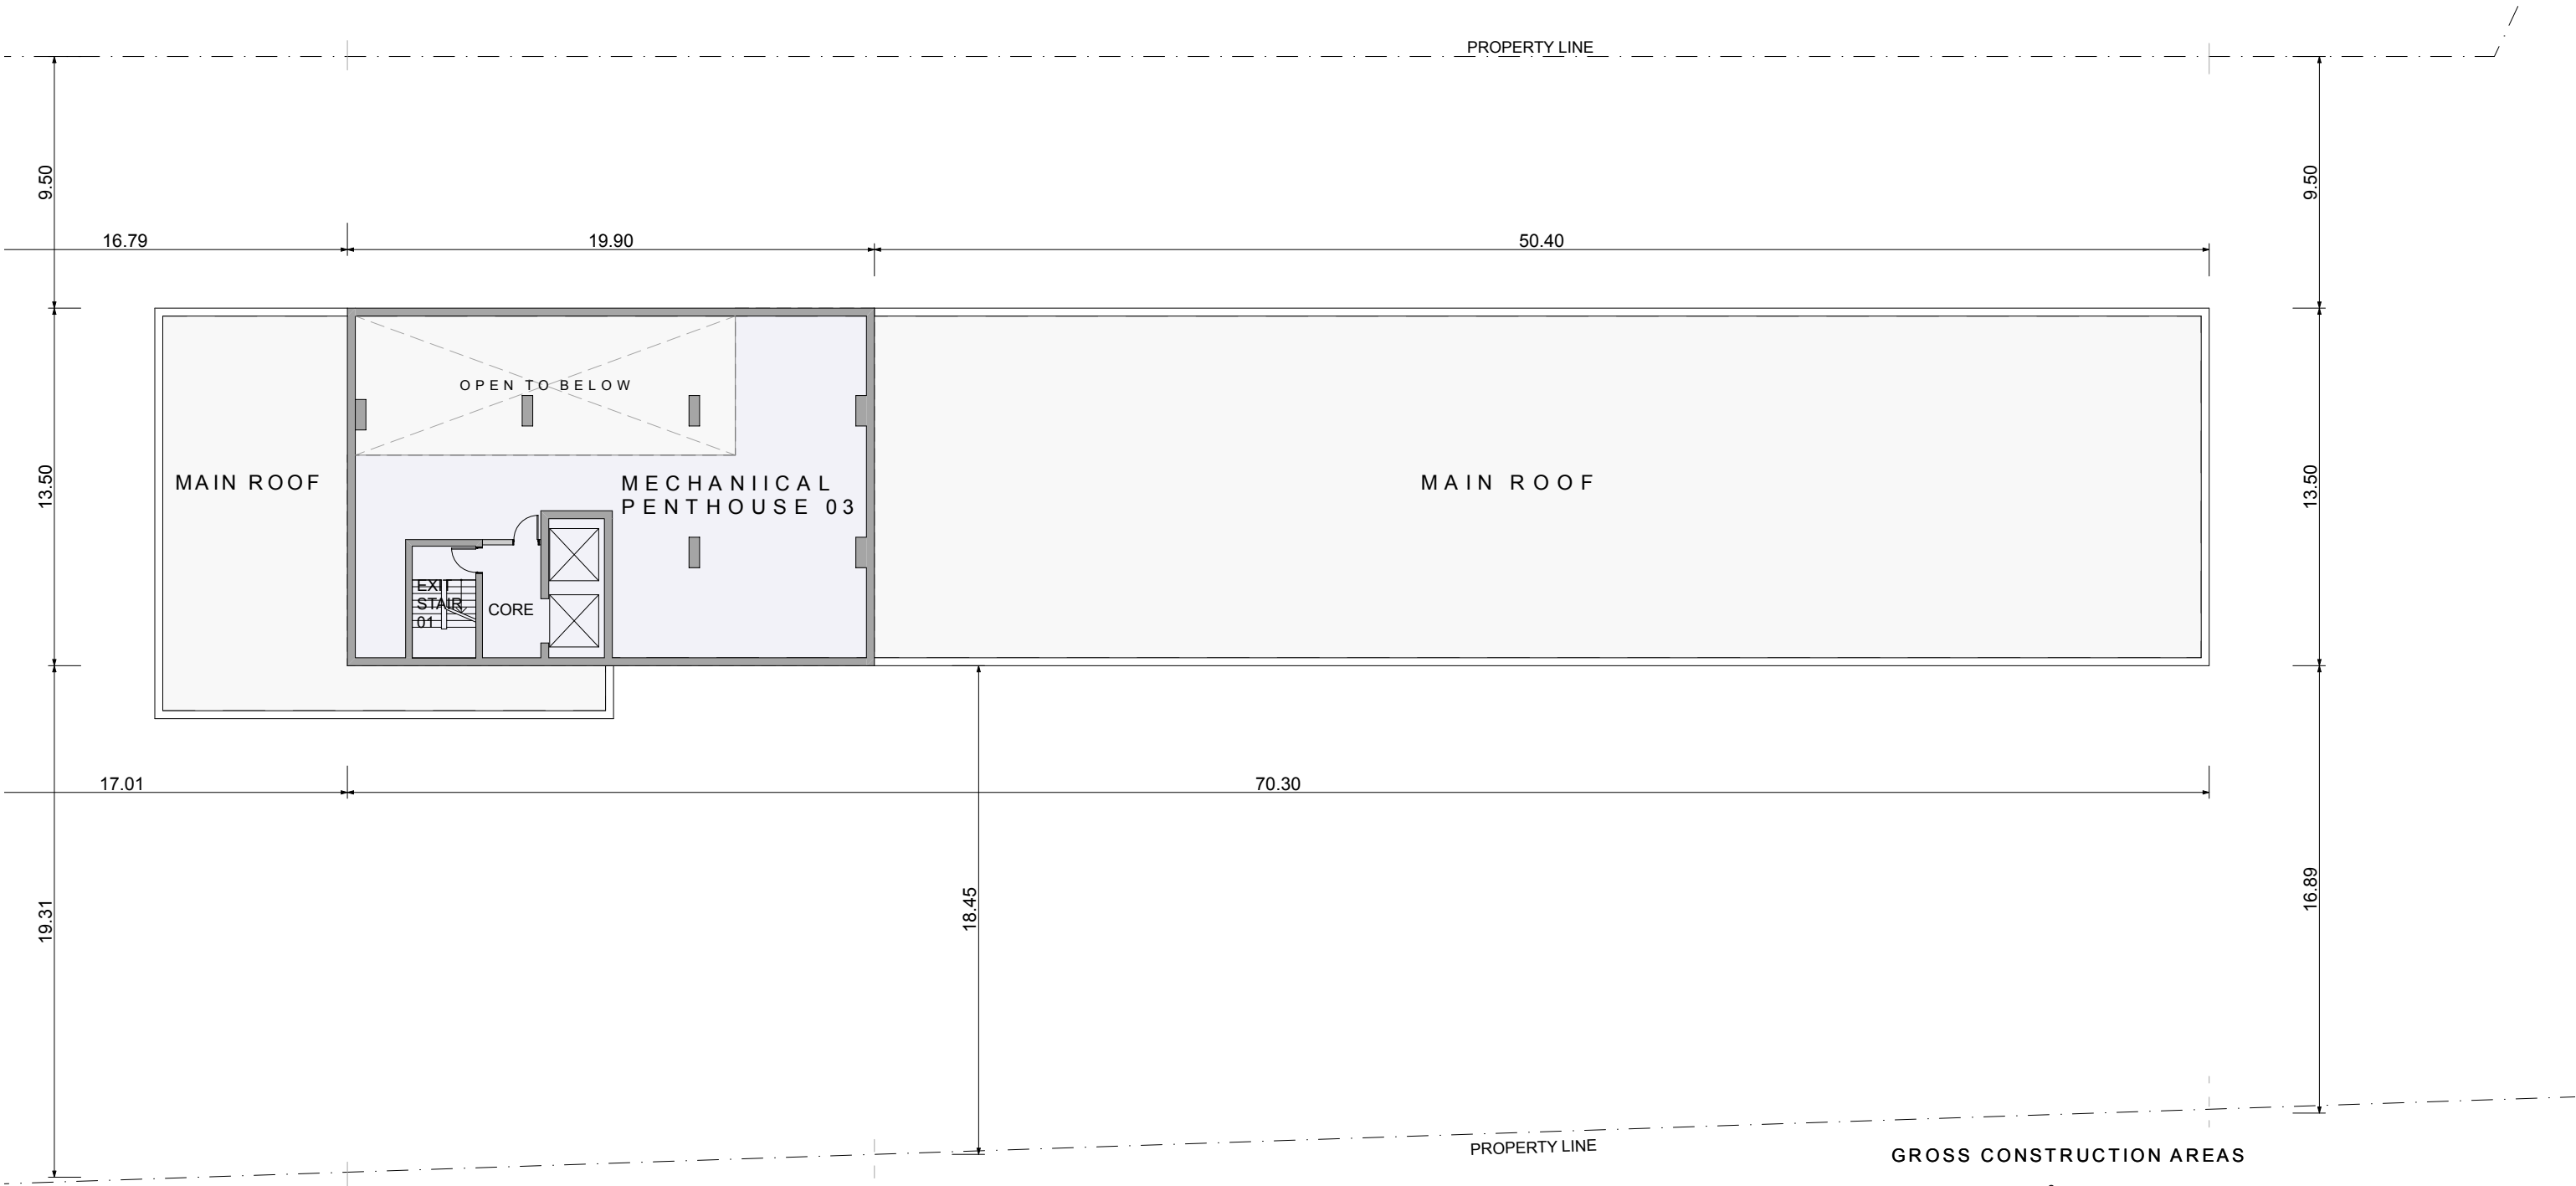 PROPERTY LINE
9.50
9.50
16.79
19.90
50.40
OPEN TO BELOW
13.50
MAIN ROOF
MECHANIICAL
PENTHOUSE 03
MAIN ROOF
13.50
EXIT
STAIR
01
CORE
17.01
70.30
19.31
18.45
16.89
PROPERTY LINE
GROSS CONSTRUCTION AREAS